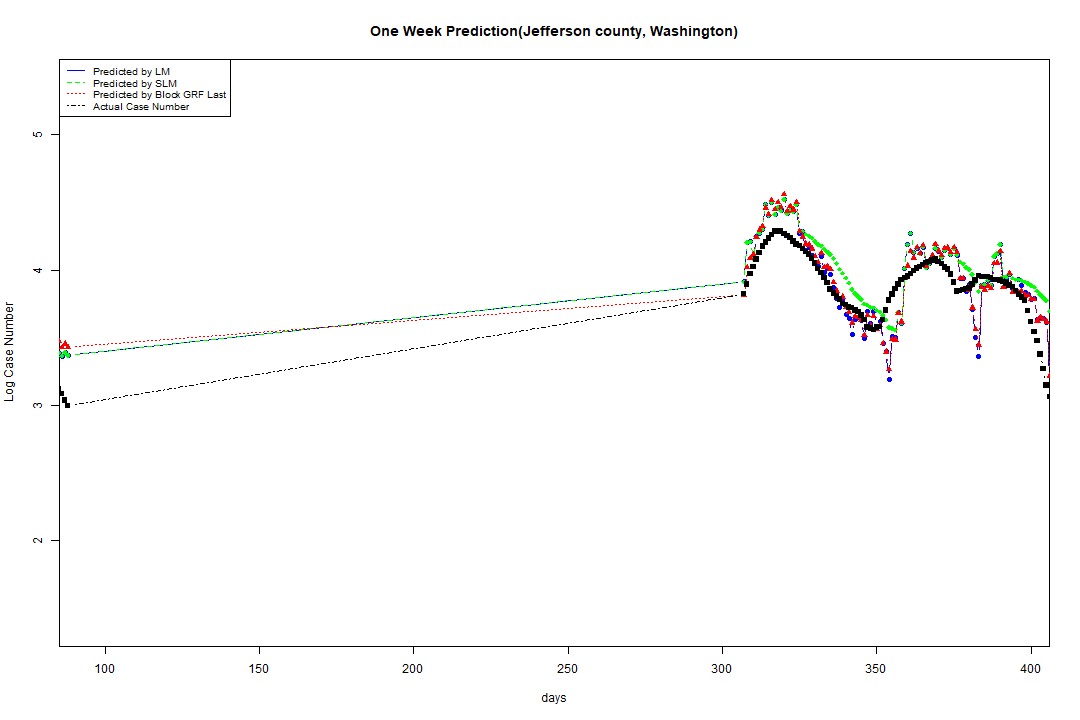 One Week Prediction(Jefferson county, Washington)
Predicted by LM
Predicted by SLM
Predicted by Block GRF Last
Actual Case Number
5
4
3
2
Log Case Number
100 150 200 250 300 350 400
days